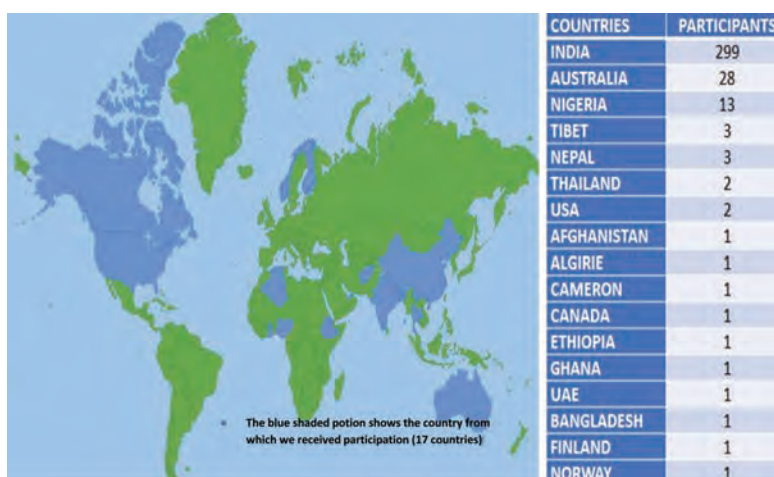 COUNTRIES PARTICIPANTS
INDIA 299
AUSTRALIA 28
NIGERIA 13
TIBET 3
NEPAL 3
THAILAND 2
USA 2
AFGHANISTAN 1
ALGIRIE 1
CAMERON 1
CANADA 1
ETHIOPIA 1
GHANA 1
UAE 1
BANGLADESH 1
FINLAND 1
NORWAY 1
The blue shaded potion shows the country from
which we received participation (17 countries)